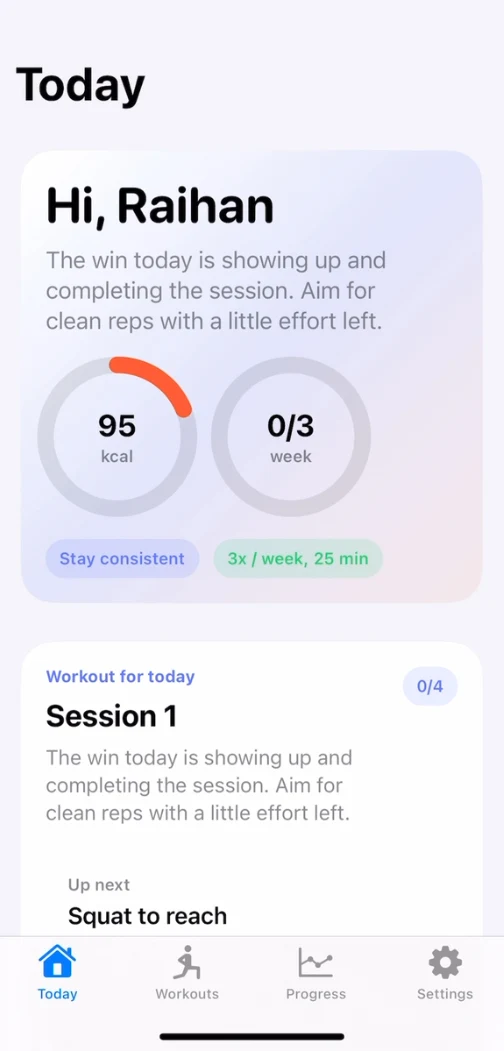 Today
Hi, Raihan
The win today is showing up and
completing the session. Aim for
clean reps with a little effort left.
95
kcal
0/3
week
Stay consistent
3x / week, 25 min
Workout for today
0/4
Session 1
The win today is showing up and
completing the session. Aim for
clean reps with a little effort left.
Up next
Squat to reach
Today
Workouts
Progress
Settings